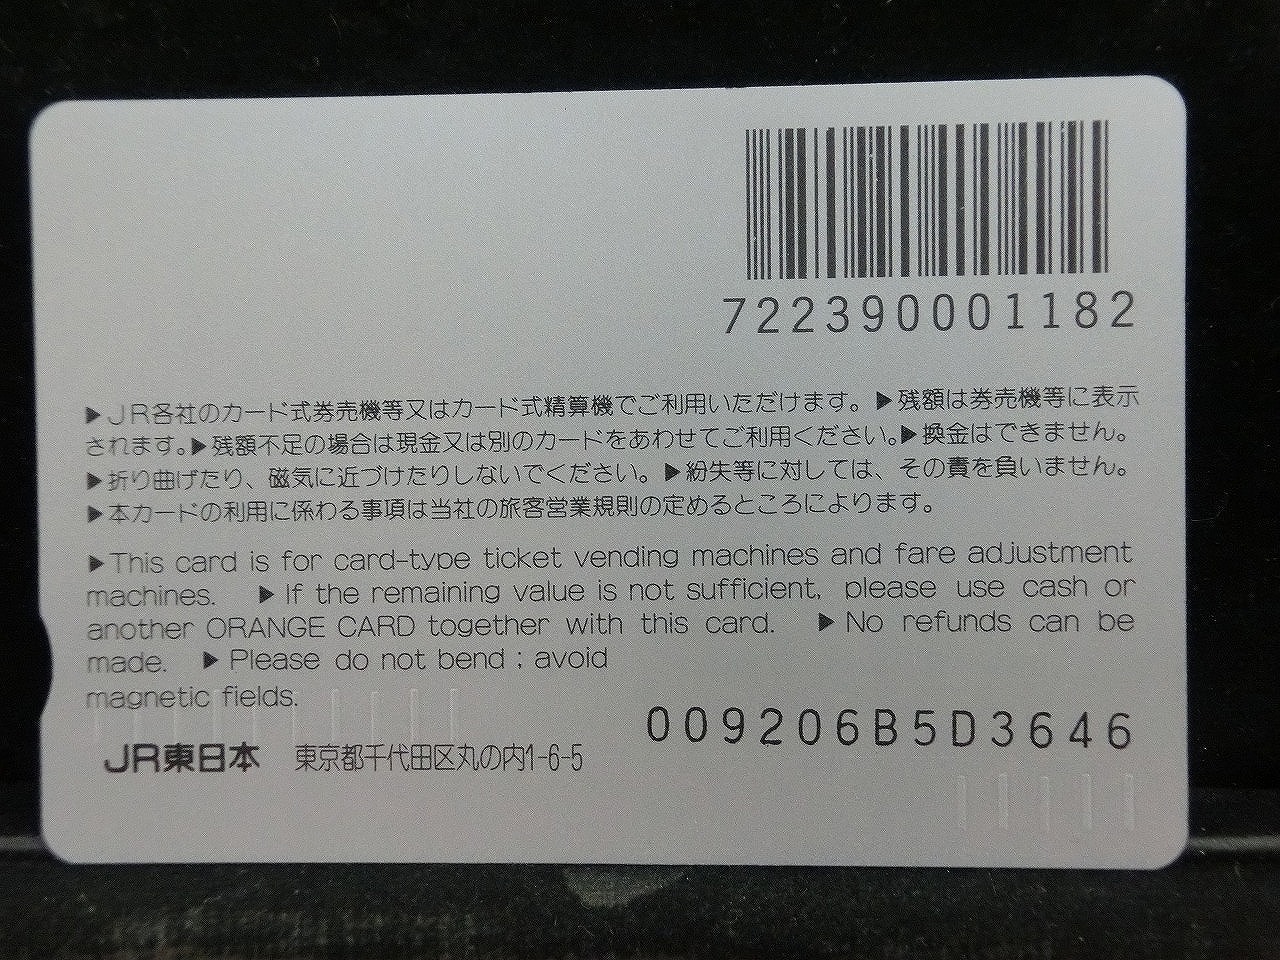 722390001182
▶JR各社のカード式券売機等又はカード式精算機でご利用いただけます。▶残額は券売機等に表示
されます。▶残額不足の場合は現金又は別のカードをあわせてご利用ください。▶換金はできません。
▶折り曲げたり、磁気に近づけたりしないでください。▶紛失等に対しては、その責を負いません。
▶本カードの利用に係わる事項は当社の旅客営業規則の定めるところによります。
▶This card is for card-type ticket vending machines and fare adjustment
machines. ▶If the remaining value is not sufficient, please use cash or
another ORANGE CARD together with this card. ▶No refunds can be
made. ▶Please do not bend ; avoid
magnetic fields.
009206B5D3646
JR東日本 東京都千代田区丸の内1-6-5